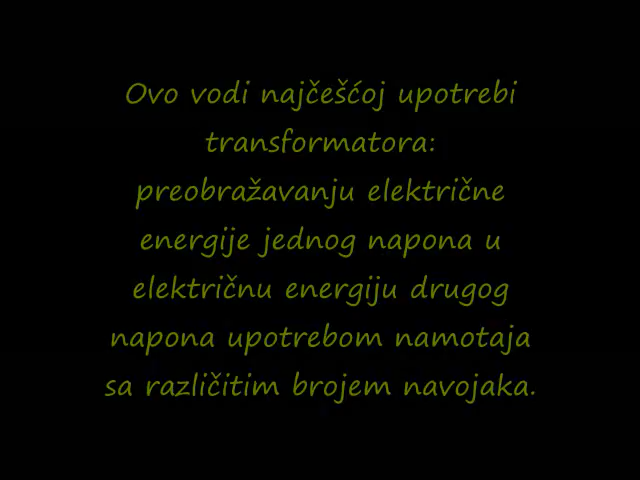 Ovo vodi najčešćoj upotrebi
transformatora:
preobražavanju električne
energije jednog napona u
električnu energiju drugog
napona upotrebom namotaja
sa različitim brojem navojaka.